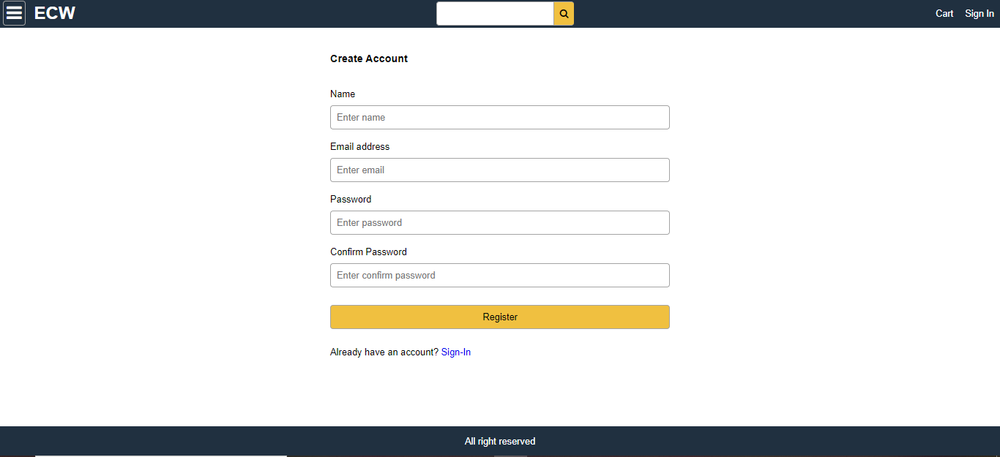 ECW
Cart Sign In
Create Account
Name
Enter name
Email address
Enter email
Password
Enter password
Confirm Password
Enter confirm password
Register
Already have an account? Sign-In
All right reserved